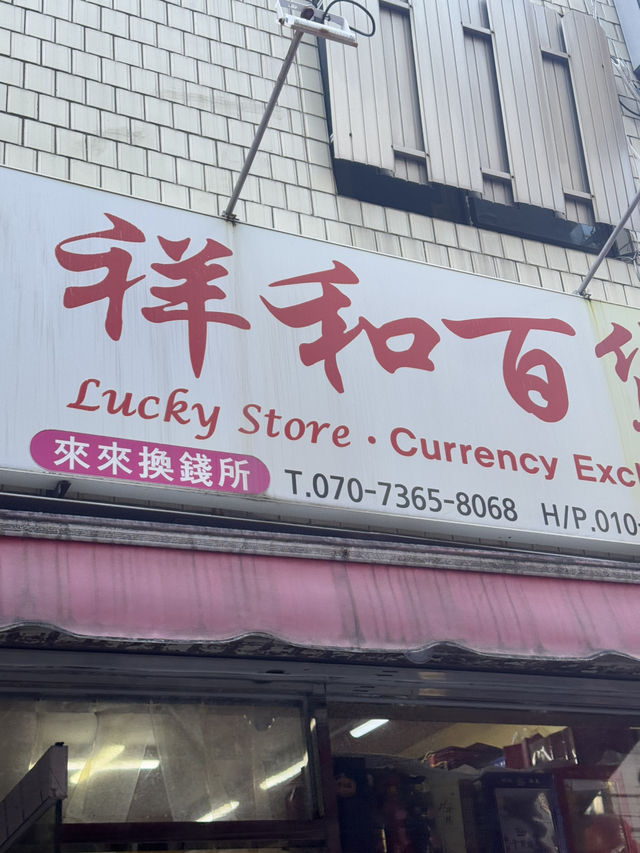 祥和百
Lucky Store · Currency Exc
來來換錢所
T.070-7365-8068 H/P.010-